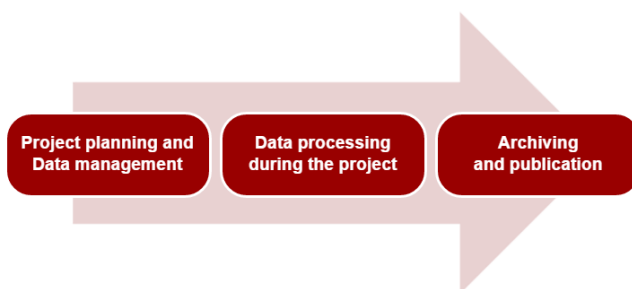 Project planning and
Data management
Data processing
during the project
Archiving
and publication